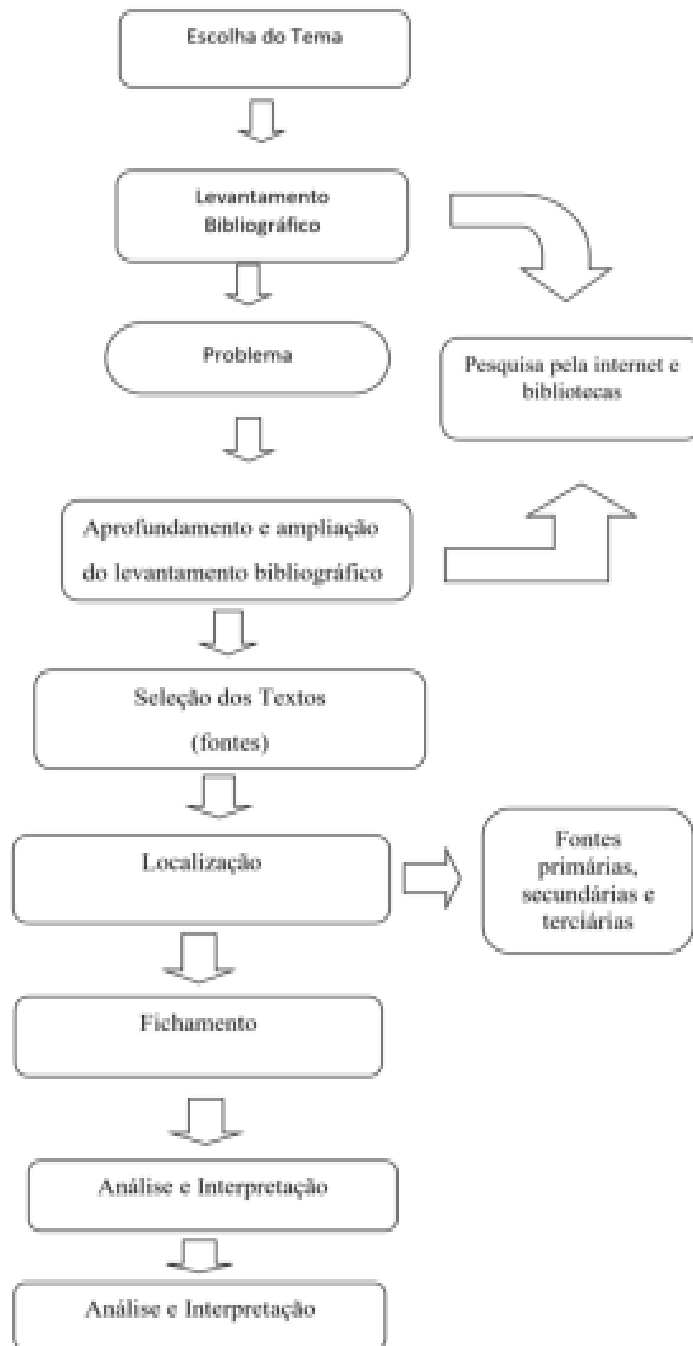 Escolha do Tema
Levantamento
Bibliográfico
Problema
Pesquisa pela internet e
bibliotecas
Aprofundamento e ampliação
do levantamento bibliográfico
Seleção dos Textos
(fontes)
Localização
Fontes
primárias,
secundárias e
terciárias
Fichamento
Análise e Interpretação
Análise e Interpretação